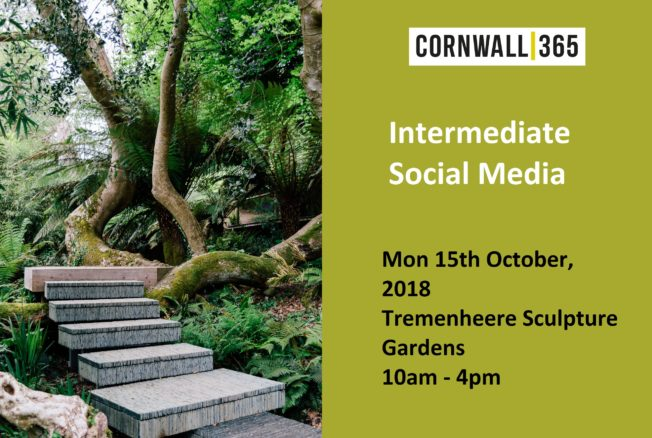 CORNWALL|365
Intermediate
Social Media
Mon 15th October,
2018
Tremenheere Sculpture
Gardens
10am - 4pm